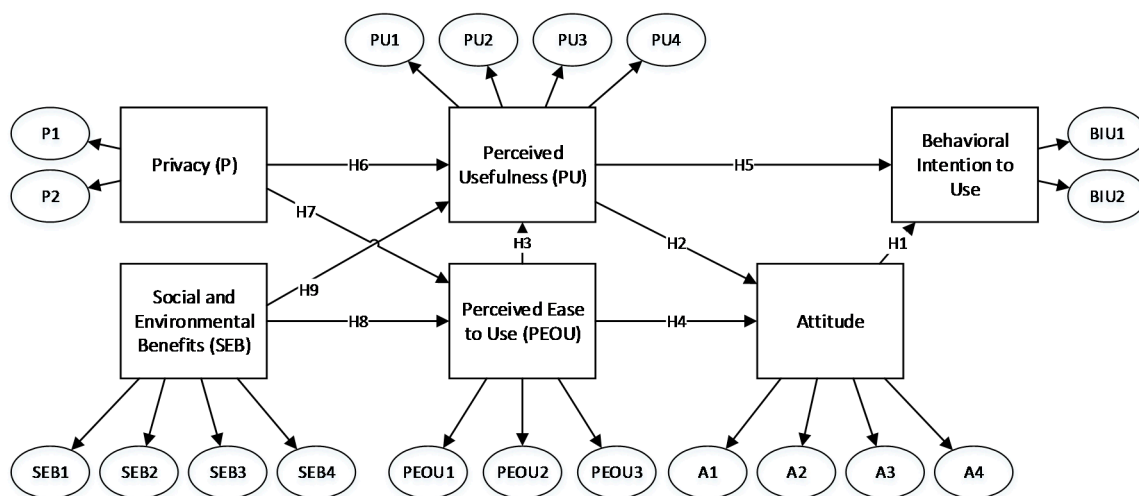 PU1
PU2
PU3
PU4
P1
P2
Privacy (P)
H6
Perceived
Usefulness (PU)
H5
Behavioral
Intention to
Use
BIU1
BIU2
H7
H3
H2
H1
H9
Social and
Environmental
Benefits (SEB)
H8
Perceived Ease
to Use (PEOU)
H4
Attitude
SEB1
SEB2
SEB3
SEB4
PEOU1
PEOU2
PEOU3
A1
A2
A3
A4